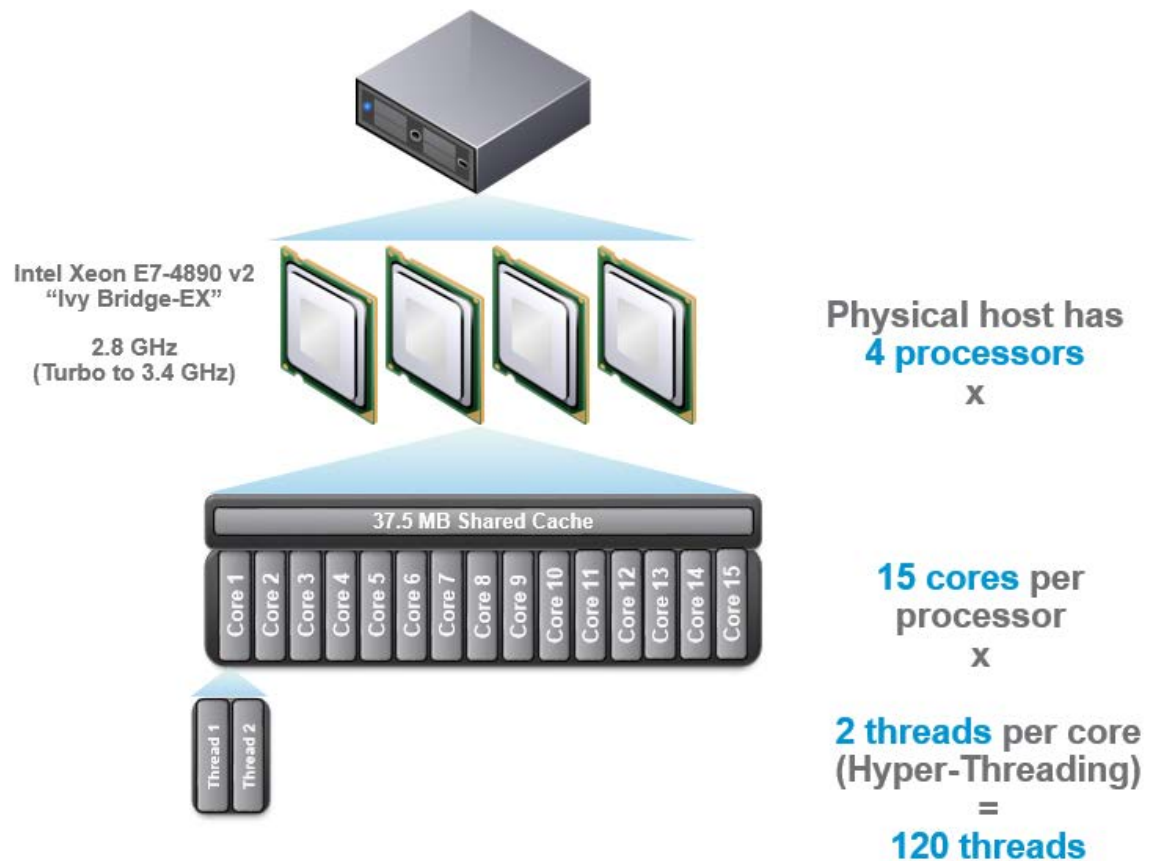 Intel Xeon E7-4890 v2
“Ivy Bridge-EX”
2.8 GHz
(Turbo to 3.4 GHz)
Physical host has
4 processors
x
37.5 MB Shared Cache
Core 1
Core 2
Core 3
Core 4
Core 5
Core 6
Core 7
Core 8
Core 9
Core 10
Core 11
Core 12
Core 13
Core 14
Core 15
15 cores per
processor
x
Thread 1
Thread 2
2 threads per core
(Hyper-Threading)
=
120 threads